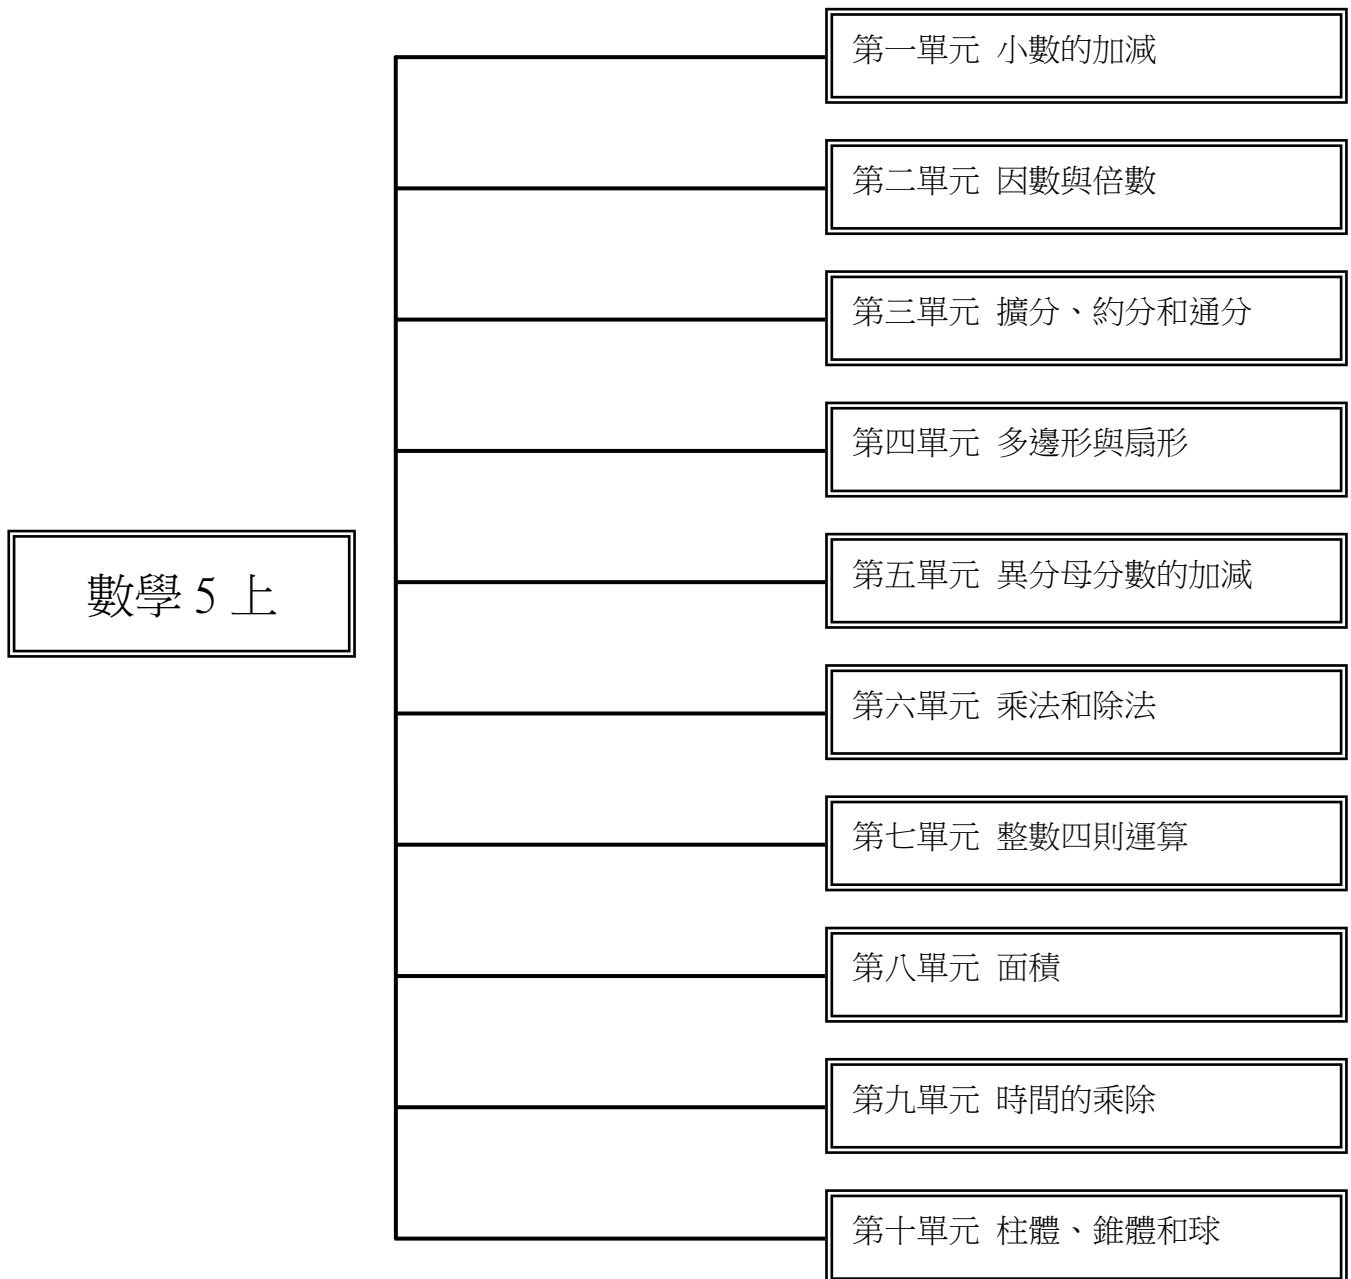 第一單元 小數的加減
第二單元 因數與倍數
第三單元 擴分、約分和通分
第四單元 多邊形與扇形
第五單元 異分母分數的加減
數學 5 上
第六單元 乘法和除法
第七單元 整數四則運算
第八單元 面積
第九單元 時間的乘除
第十單元 柱體、錐體和球